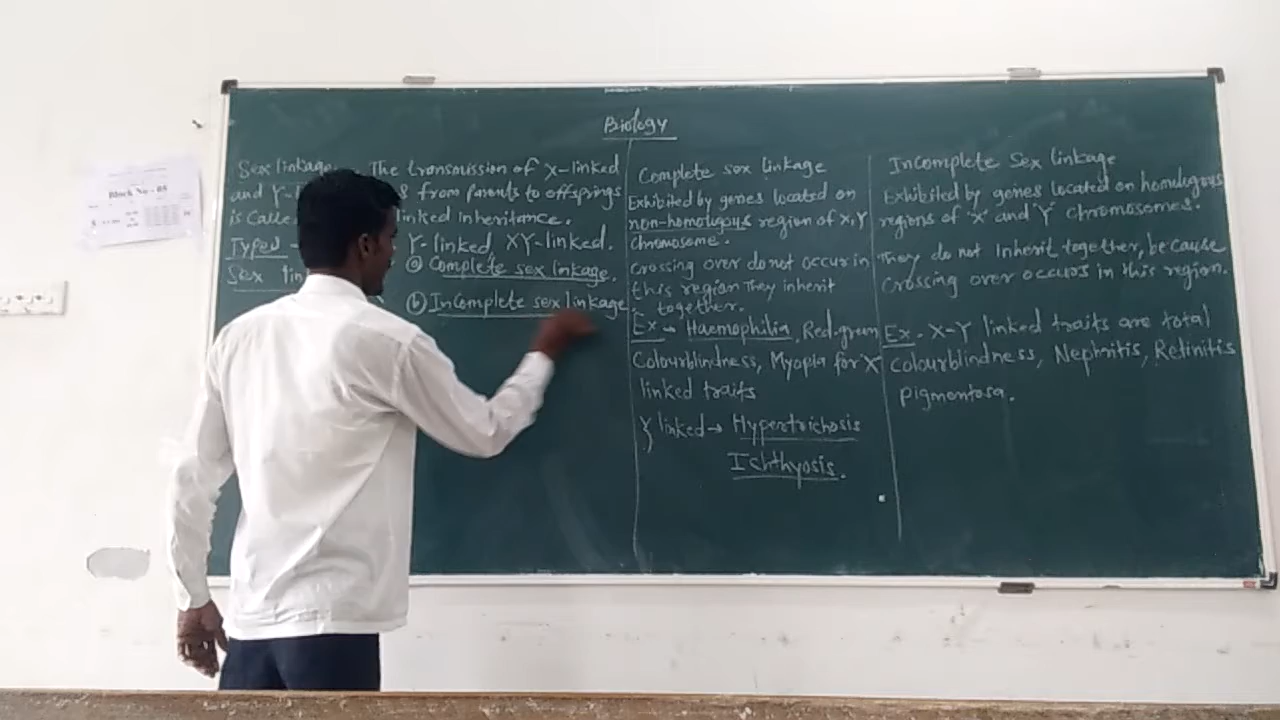 Biology
Sex linkage The transmission of X-linked
and Y- & from parents to offsprings
is inheritance.
Types - Y-linked, XY-linked.
Sex
ⓐ Complete sex linkage.
ⓑ Incomplete sex linkage
Complete sex linkage
Exhibited by genes located on
non-homologous region of X, Y
Chromosome.
Crossing over do not occur in
this region They inherit
together.
Ex → Haemophilia, Red-green
Colourblindness, Myopia for X
linked traits
Y linked → Hypertrichosis
Ichthyosis.
Incomplete Sex linkage
Exhibited by genes located on homologous
regions of 'X' and 'Y' chromosomes.
They do not Inherit together, because
Crossing over occurs in this region.
Ex. X-Y linked traits are total
Colourblindness, Nephritis, Retinitis
pigmentosa.
Block No - 05